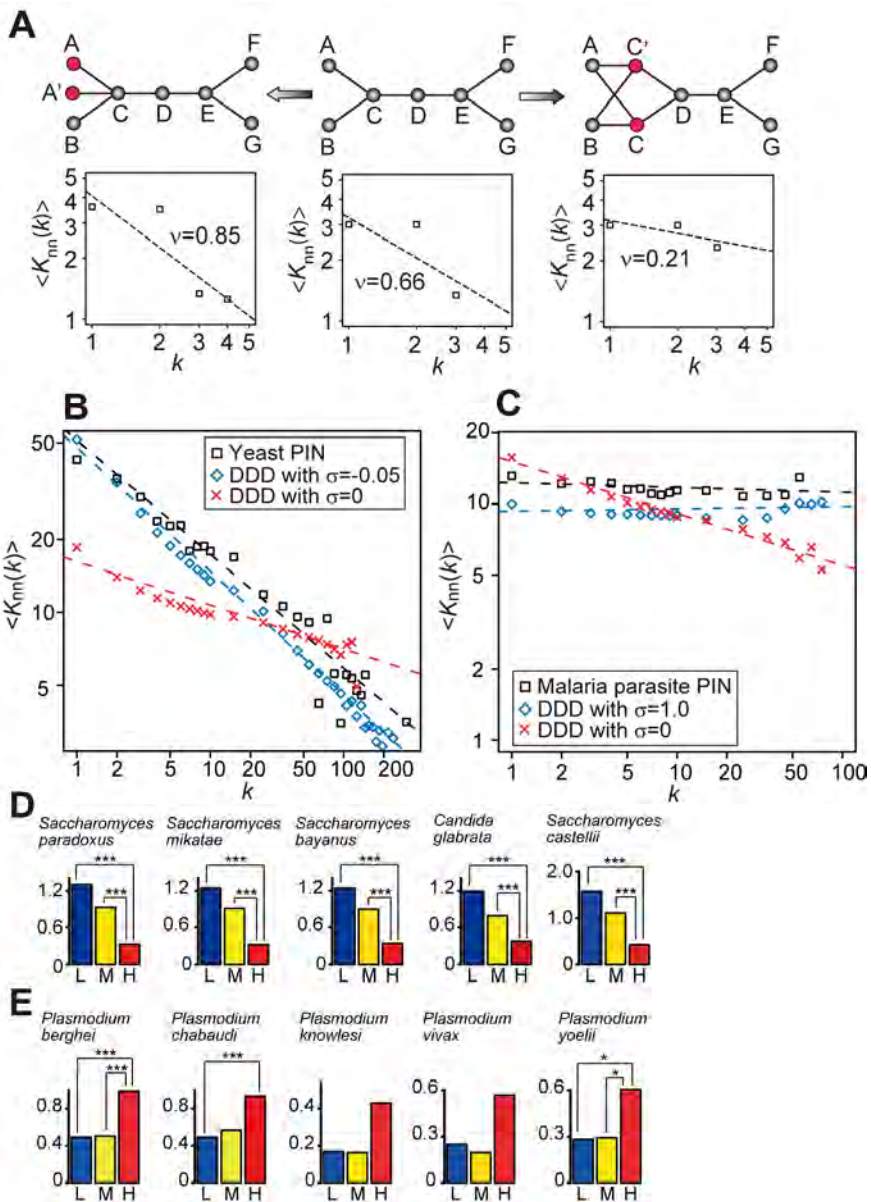 A
A
A'
B
C
D
E
F
G
A
B
C
D
E
F
G
A
C'
B
C
D
E
F
G
<Knn(k)>
5
4
3
2
1
ν=0.85
1 2 3 4 5
k
<Knn(k)>
5
4
3
2
1
ν=0.66
1 2 3 4 5
k
<Knn(k)>
5
4
3
2
1
ν=0.21
1 2 3 4 5
k
B
<Knn(k)>
50
20
10
5
Yeast PIN
DDD with σ=-0.05
DDD with σ=0
1 2 5 10 20 50 100 200
k
C
<Knn(k)>
20
10
5
2
1
Malaria parasite PIN
DDD with σ=1.0
DDD with σ=0
1 2 5 10 20 50 100
k
D
Saccharomyces
paradoxus
***
***
1.2
0.6
0
L M H
Saccharomyces
mikatae
***
***
1.2
0.6
0
L M H
Saccharomyces
bayanus
***
***
1.2
0.6
0
L M H
Candida
glabrata
***
***
1.2
0.6
0
L M H
Saccharomyces
castellii
***
***
2.0
1.0
0
L M H
E
Plasmodium
berghei
***
***
0.8
0.4
0
L M H
Plasmodium
chabaudi
***
0.8
0.4
0
L M H
Plasmodium
knowlesi
0.4
0.2
0
L M H
Plasmodium
vivax
0.6
0.3
0
L M H
Plasmodium
yoelii
*
*
0.6
0.3
0
L M H